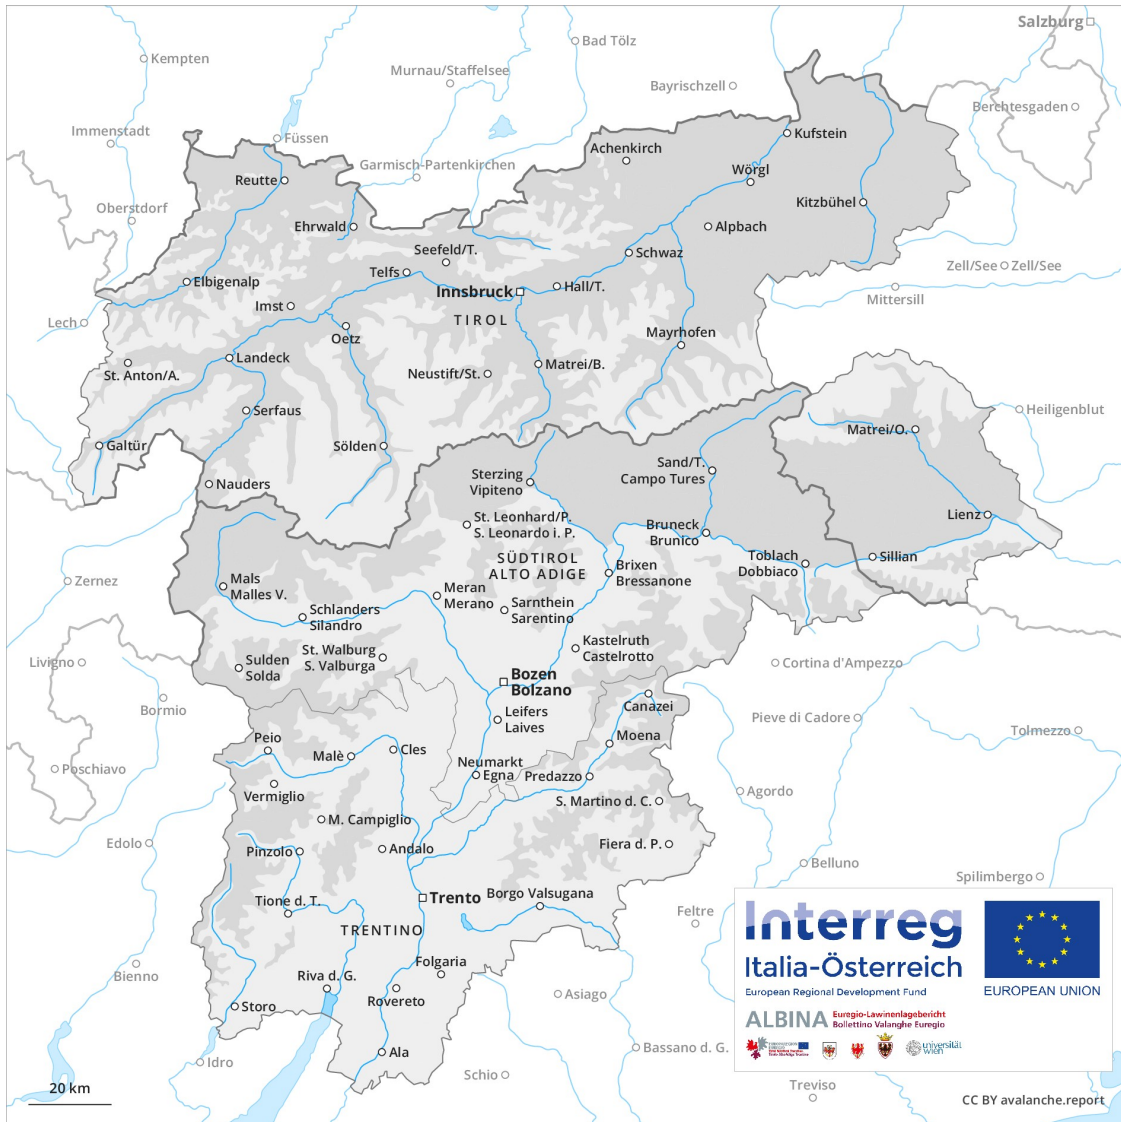 Salzburg
Bad Tölz
Kempten
Murnau/Staffelsee
Bayrischzell
Berchtesgaden
Immenstadt
Füssen
Kufstein
Achenkirch
Garmisch-Partenkirchen
Wörgl
Reutte
Kitzbühel
Oberstdorf
Ehrwald
Alpbach
Seefeld/T.
Schwaz
Telfs
Zell/See
Zell/See
Elbigenalp
Innsbruck
Hall/T.
Mittersill
Imst
TIROL
Lech
Oetz
Mayrhofen
Landeck
St. Anton/A.
Neustift/St.
Matrei/B.
Serfaus
Heiligenblut
Matrei/O.
Galtür
Sölden
Sterzing
Vipiteno
Sand/T.
Campo Tures
Nauders
St. Leonhard/P.
S. Leonardo i. P.
Lienz
Bruneck
Brunico
SÜDTIROL
ALTO ADIGE
Toblach
Dobbiaco
Sillian
Brixen
Bressanone
Zernez
Mals
Malles V.
Meran
Merano
Sarnthein
Sarentino
Schlanders
Silandro
Kastelruth
Castelrotto
St. Walburg
S. Valburga
Livigno
Sulden
Solda
Cortina d'Ampezzo
Bozen
Bolzano
Bormio
Canazei
Leifers
Laives
Pieve di Cadore
Tolmezzo
Peio
Moena
Malè
Cles
Neumarkt
Egna
Predazzo
Poschiavo
Vermiglio
Agordo
S. Martino d. C.
M. Campiglio
Edolo
Pinzolo
Andalo
Fiera d. P.
Belluno
Spilimbergo
Tione d. T.
Trento
Borgo Valsugana
Feltre
TRENTINO
Bienno
Riva d. G.
Folgaria
Rovereto
Asiago
Storo
Ala
Bassano d. G.
Idro
Schio
Treviso
20 km
Interreg
Italia-Österreich
European Regional Development Fund
EUROPEAN UNION
ALBINA
Euregio-Lawinenlagebericht
Bollettino Valanghe Euregio
universität
wien
CC BY avalanche.report